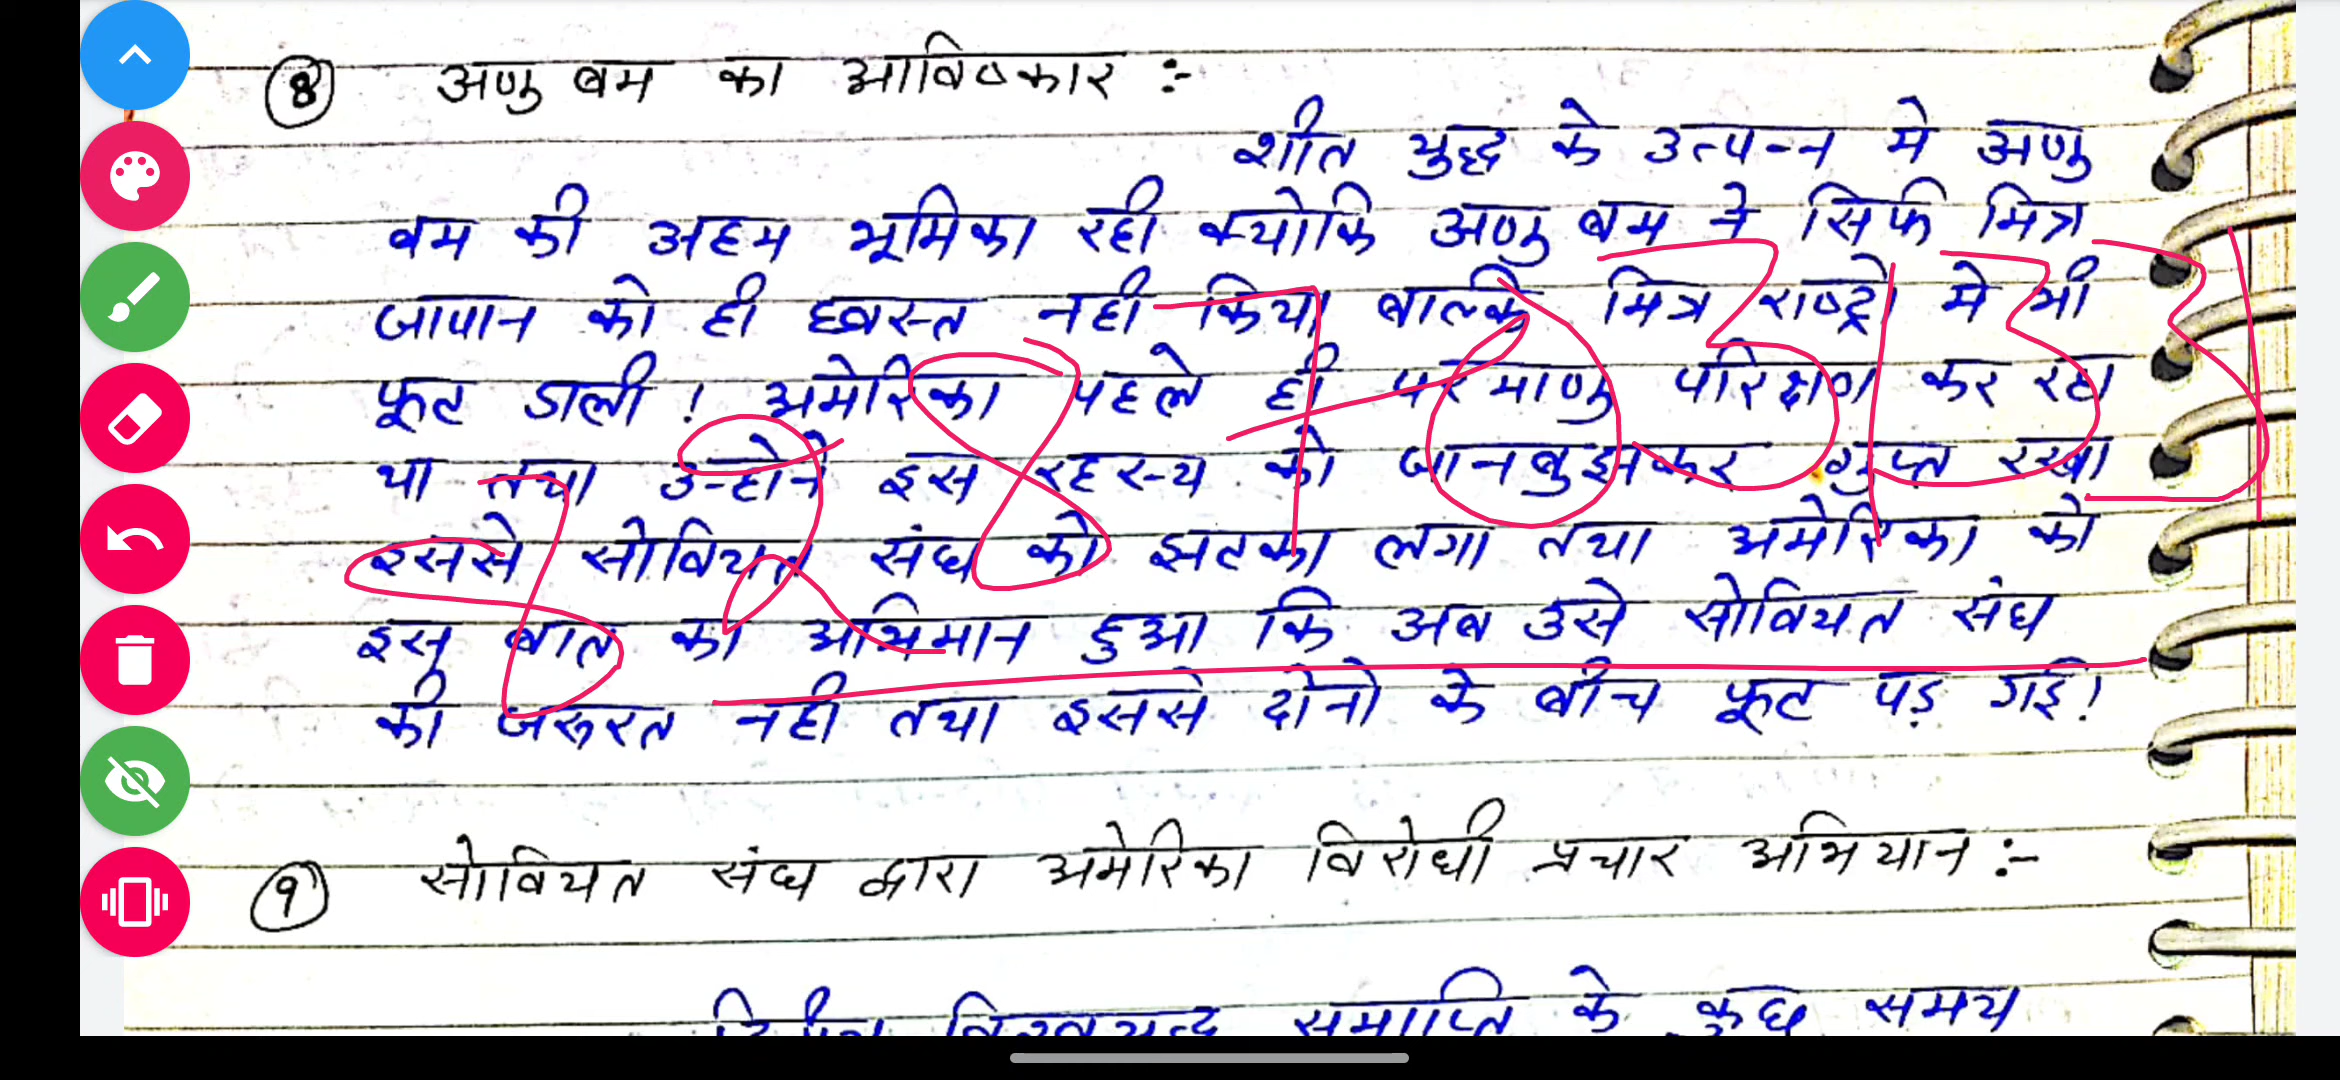 8 अणु बम का आविष्कार :-
शीत युद्ध के उत्पन्न मे अणु
बम की अहम भूमिका रही क्योकि अणु बम ने सिर्फ मित्र
जापान को ही ध्वस्त नही किया बल्कि मित्र राष्ट्रो मे भी
फूट डाली ! अमेरिका पहले ही परमाणु परिक्षण कर रहा
था तथा उन्होने इस रहस्य को जानबुझकर गुप्त रखा
इससे सोवियत संघ को झटका लगा तथा अमेरिका को
इस बात का अभिमान हुआ कि अब उसे सोवियत संघ
की जरूरत नही तथा इससे दोनो के बीच फूट पड़ गई !
9 सोवियत संघ द्वारा अमेरिका विरोधी प्रचार अभियान :-
समाप्ति के कुछ समय